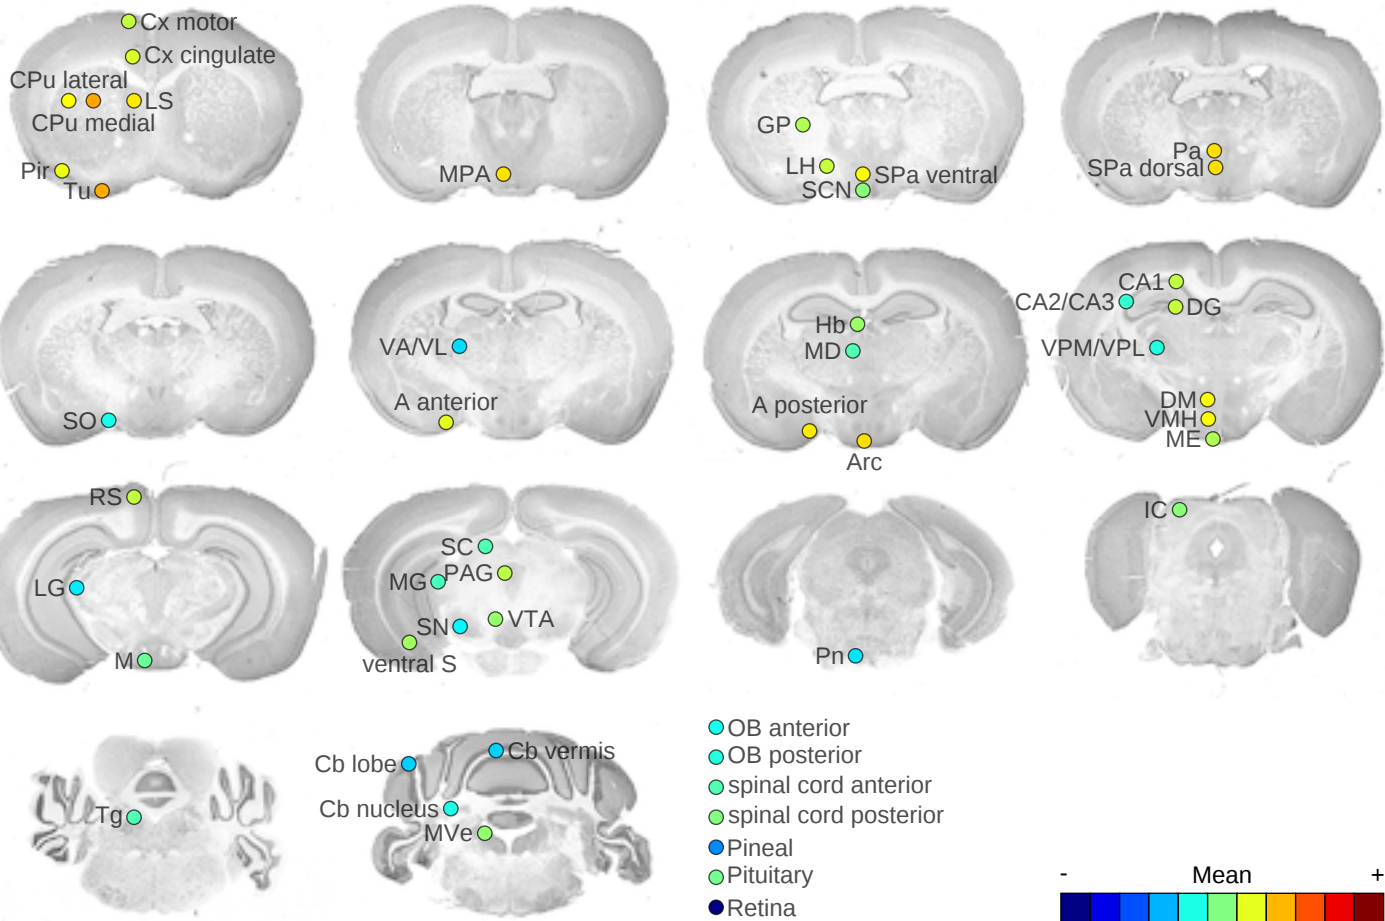 Cx motor
Cx cingulate
CPu lateral
LS
CPu medial
Pir
Tu
MPA
GP
LH
SPa ventral
SCN
Pa
SPa dorsal
SO
VA/VL
A anterior
Hb
MD
A posterior
Arc
CA1
CA2/CA3
DG
VPM/VPL
DM
VMH
ME
RS
LG
M
SC
MG
PAG
SN
VTA
ventral S
Pn
IC
Tg
Cb lobe
Cb vermis
Cb nucleus
MVe
OB anterior
OB posterior
spinal cord anterior
spinal cord posterior
Pineal
Pituitary
Retina
- Mean +